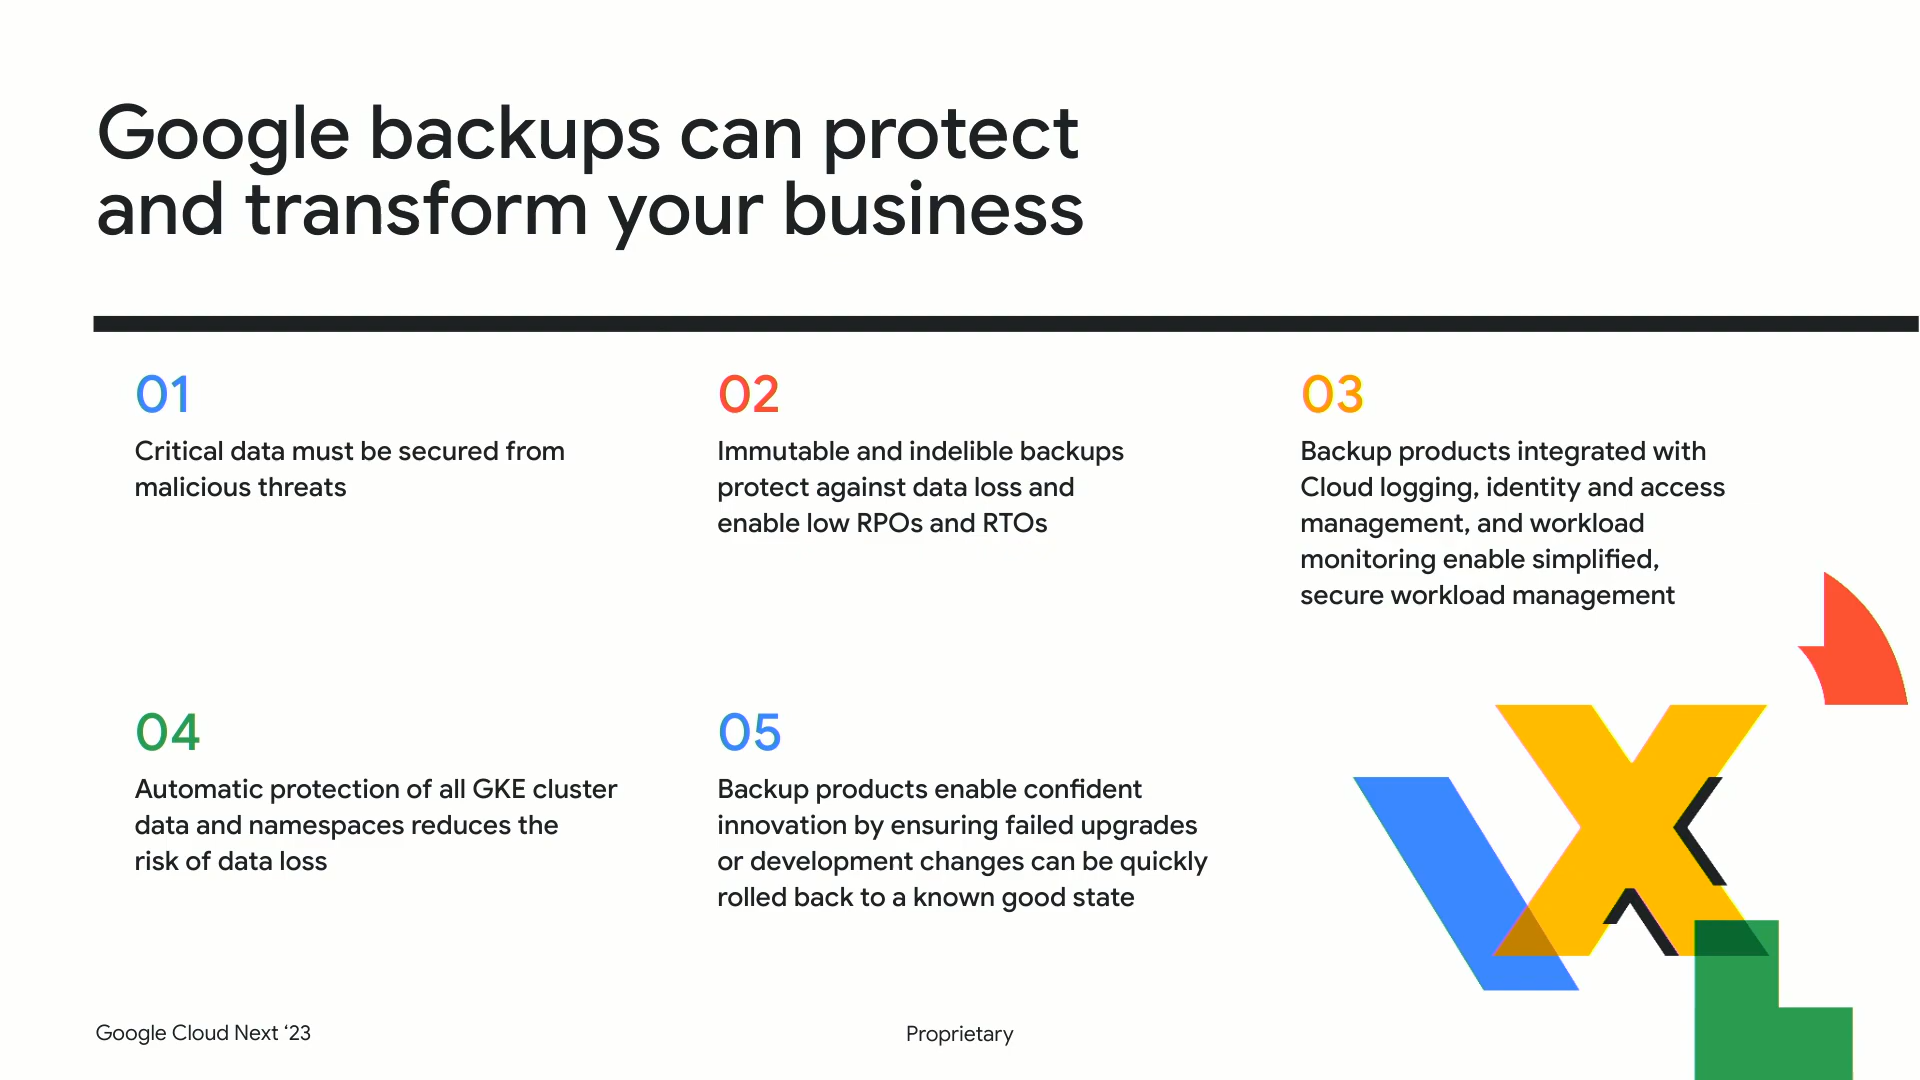 Google backups can protect
and transform your business
01
Critical data must be secured from
malicious threats
02
Immutable and indelible backups
protect against data loss and
enable low RPOs and RTOs
03
Backup products integrated with
Cloud logging, identity and access
management, and workload
monitoring enable simplified,
secure workload management
04
Automatic protection of all GKE cluster
data and namespaces reduces the
risk of data loss
05
Backup products enable confident
innovation by ensuring failed upgrades
or development changes can be quickly
rolled back to a known good state
Google Cloud Next ‘23
Proprietary